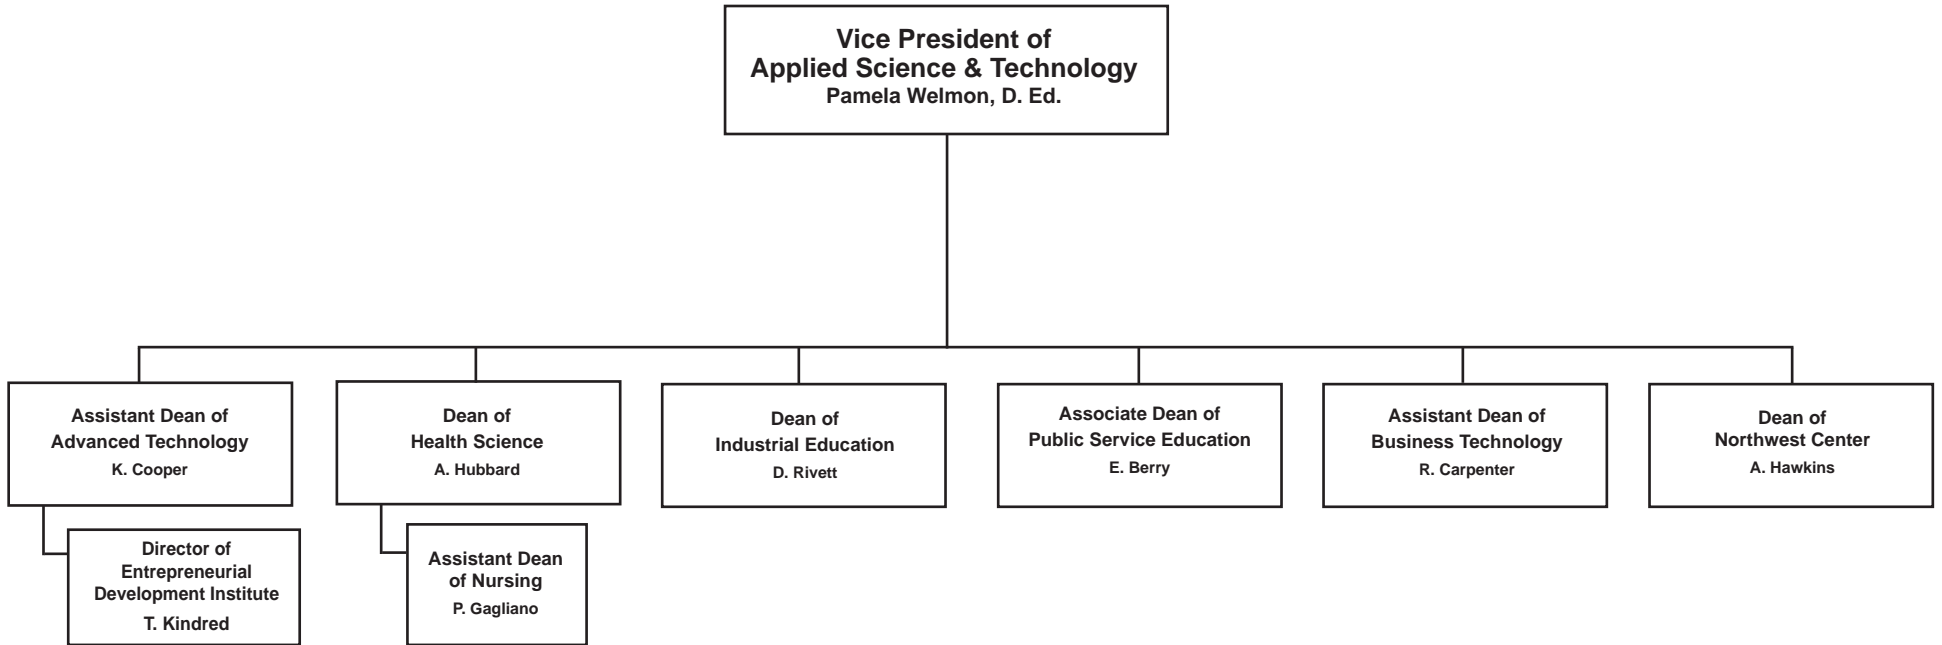 Vice President of
Applied Science & Technology
Pamela Welmon, D. Ed.
Assistant Dean of
Advanced Technology
K. Cooper
Dean of
Health Science
A. Hubbard
Dean of
Industrial Education
D. Rivett
Associate Dean of
Public Service Education
E. Berry
Assistant Dean of
Business Technology
R. Carpenter
Dean of
Northwest Center
A. Hawkins
Director of
Entrepreneurial
Development Institute
T. Kindred
Assistant Dean
of Nursing
P. Gagliano